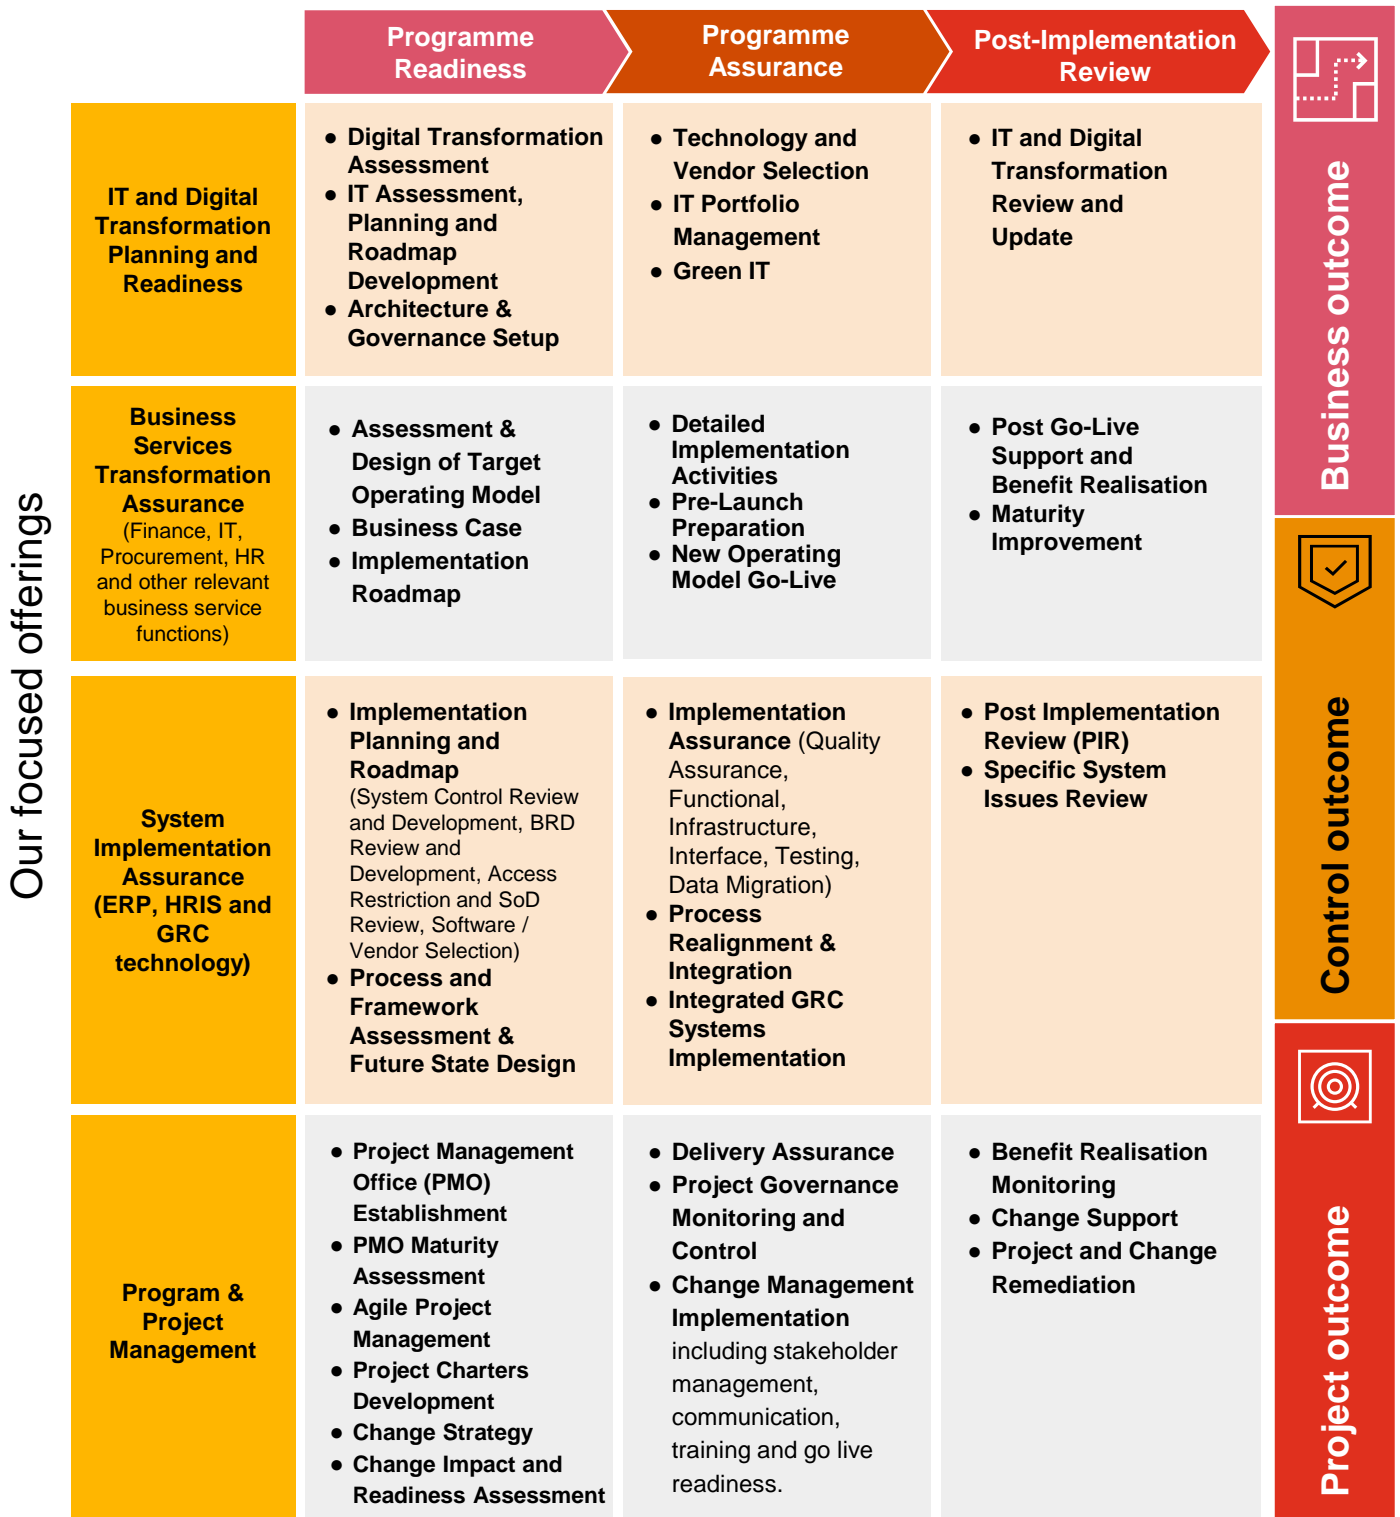 Programme
Readiness
Programme
Assurance
Post-Implementation
Review
Our focused offerings
IT and Digital
Transformation
Planning and
Readiness
● Digital Transformation
Assessment
● IT Assessment,
Planning and
Roadmap
Development
● Architecture &
Governance Setup
● Technology and
Vendor Selection
● IT Portfolio
Management
● Green IT
● IT and Digital
Transformation
Review and
Update
Business
Services
Transformation
Assurance
(Finance, IT,
Procurement, HR
and other relevant
business service
functions)
● Assessment &
Design of Target
Operating Model
● Business Case
● Implementation
Roadmap
● Detailed
Implementation
Activities
● Pre-Launch
Preparation
● New Operating
Model Go-Live
● Post Go-Live
Support and
Benefit Realisation
● Maturity
Improvement
System
Implementation
Assurance
(ERP, HRIS and
GRC
technology)
● Implementation
Planning and
Roadmap
(System Control Review
and Development, BRD
Review and
Development, Access
Restriction and SoD
Review, Software /
Vendor Selection)
● Process and
Framework
Assessment &
Future State Design
● Implementation
Assurance (Quality
Assurance,
Functional,
Infrastructure,
Interface, Testing,
Data Migration)
● Process
Realignment &
Integration
● Integrated GRC
Systems
Implementation
● Post Implementation
Review (PIR)
● Specific System
Issues Review
Program &
Project
Management
● Project Management
Office (PMO)
Establishment
● PMO Maturity
Assessment
● Agile Project
Management
● Project Charters
Development
● Change Strategy
● Change Impact and
Readiness Assessment
● Delivery Assurance
● Project Governance
Monitoring and
Control
● Change Management
Implementation
including stakeholder
management,
communication,
training and go live
readiness.
● Benefit Realisation
Monitoring
● Change Support
● Project and Change
Remediation
Business outcome
Control outcome
Project outcome